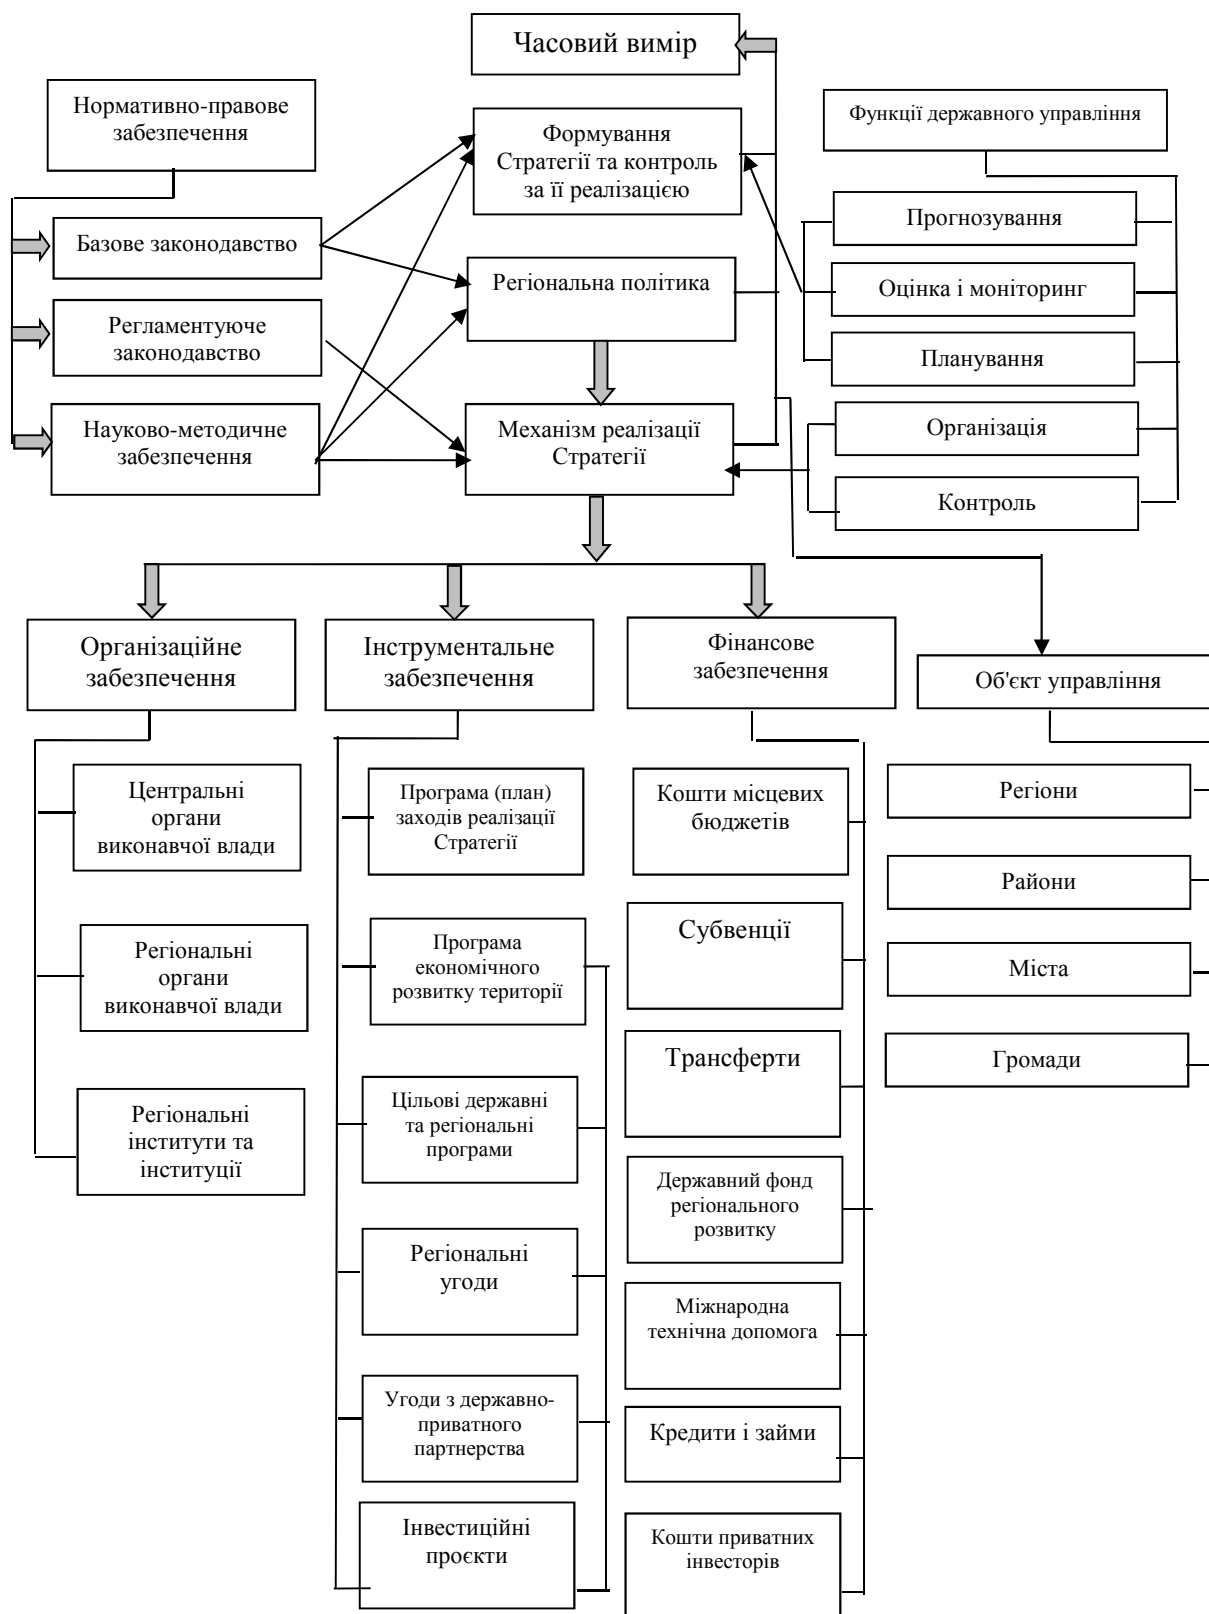 Часовий вимір
Нормативно-правове
забезпечення
Формування
Стратегії та контроль
за її реалізацією
Функції державного управління
Базове законодавство
Регламентуюче
законодавство
Науково-методичне
забезпечення
Регіональна політика
Механізм реалізації
Стратегії
Прогнозування
Оцінка і моніторинг
Планування
Організація
Контроль
Організаційне
забезпечення
Інструментальне
забезпечення
Фінансове
забезпечення
Об'єкт управління
Центральні
органи
виконавчої влади
Регіональні
органи
виконавчої влади
Регіональні
інститути та
інституції
Програма (план)
заходів реалізації
Стратегії
Програма
економічного
розвитку території
Цільові державні
та регіональні
програми
Регіональні
угоди
Угоди з державно-
приватного
партнерства
Інвестиційні
проєкти
Кошти місцевих
бюджетів
Субвенції
Трансферти
Державний фонд
регіонального
розвитку
Міжнародна
технічна допомога
Кредити і займи
Кошти приватних
інвесторів
Регіони
Райони
Міста
Громади